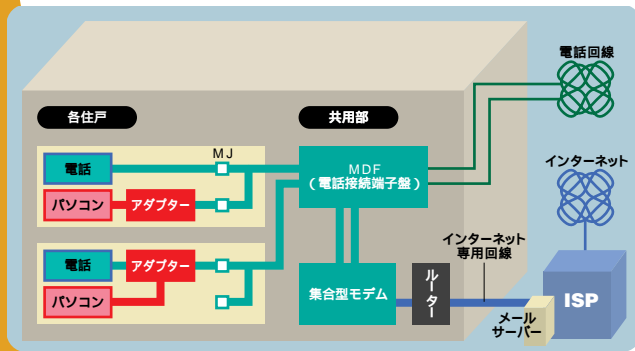 電話回線
各住戸
共用部
MJ
電話
パソコン
アダプター
MDF
(電話接続端子盤)
インターネット
電話
アダプター
パソコン
集合型モデム
ルーター
インターネット
専用回線
ISP
メール
サーバー